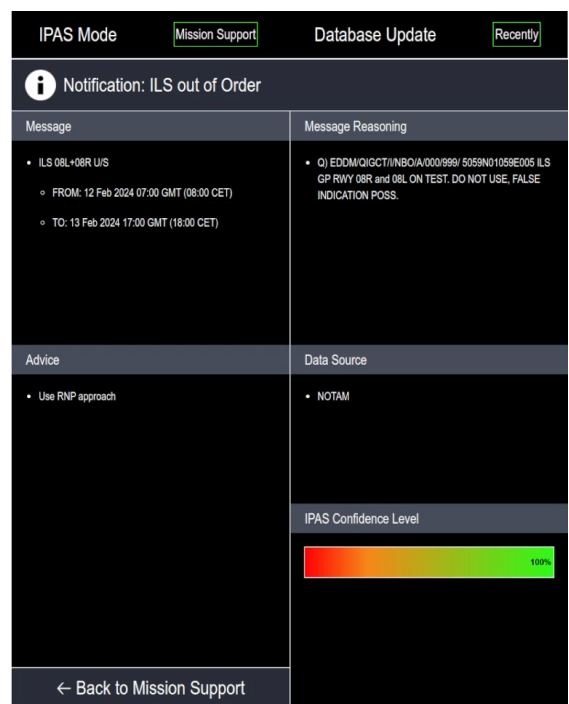 IPAS Mode
Mission Support
Database Update
Recently
i
Notification: ILS out of Order
Message
• ILS 08L+08R U/S
◦ FROM: 12 Feb 2024 07:00 GMT (08:00 CET)
◦ TO: 13 Feb 2024 17:00 GMT (18:00 CET)
Message Reasoning
• Q) EDDM/QIGCT/I/NBO/A/000/999/ 5059N01059E005 ILS
GP RWY 08R and 08L ON TEST. DO NOT USE, FALSE
INDICATION POSS.
Advice
• Use RNP approach
Data Source
• NOTAM
IPAS Confidence Level
100%
← Back to Mission Support